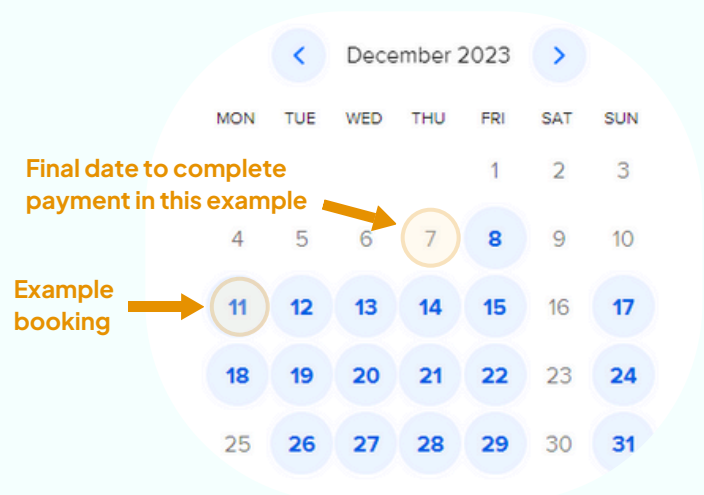 December 2023
MON TUE WED THU FRI SAT SUN
Final date to complete
payment in this example
1 2 3
4 5 6 7 8 9 10
Example
booking
11 12 13 14 15 16 17
18 19 20 21 22 23 24
25 26 27 28 29 30 31